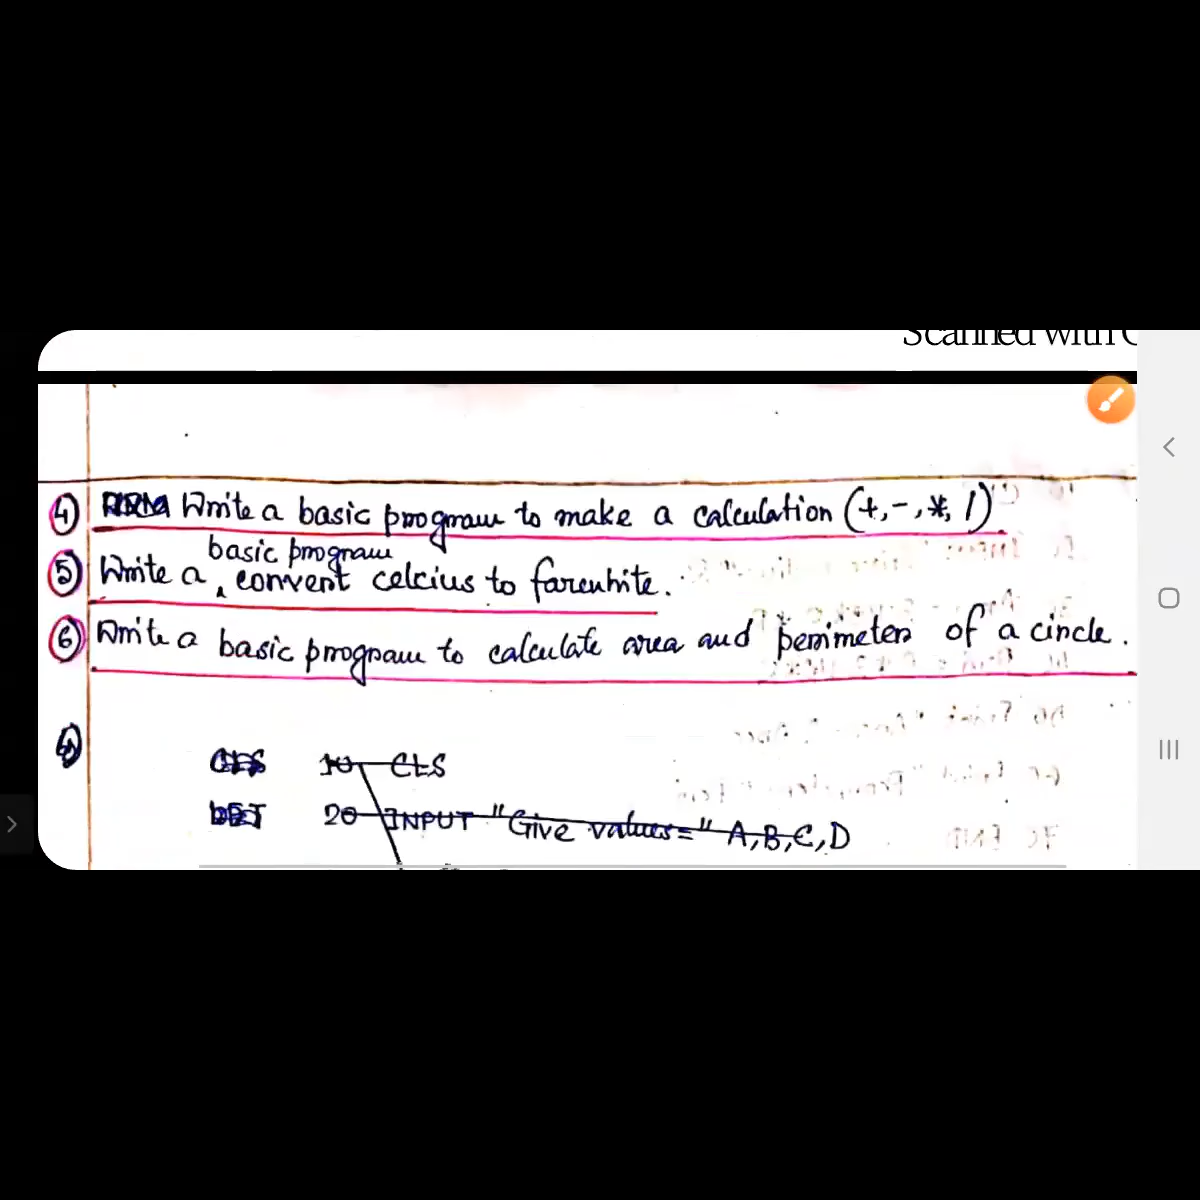 Scanned with C
④ Write a basic program to make a calculation (+, -, *, /)
basic program
⑤ Write a ‸ convert celcius to farenhite.
⑥ Write a basic program to calculate area and perimeter of a circle.
④
CLS 10 CLS
LET 20 INPUT "Give values=" A,B,C,D